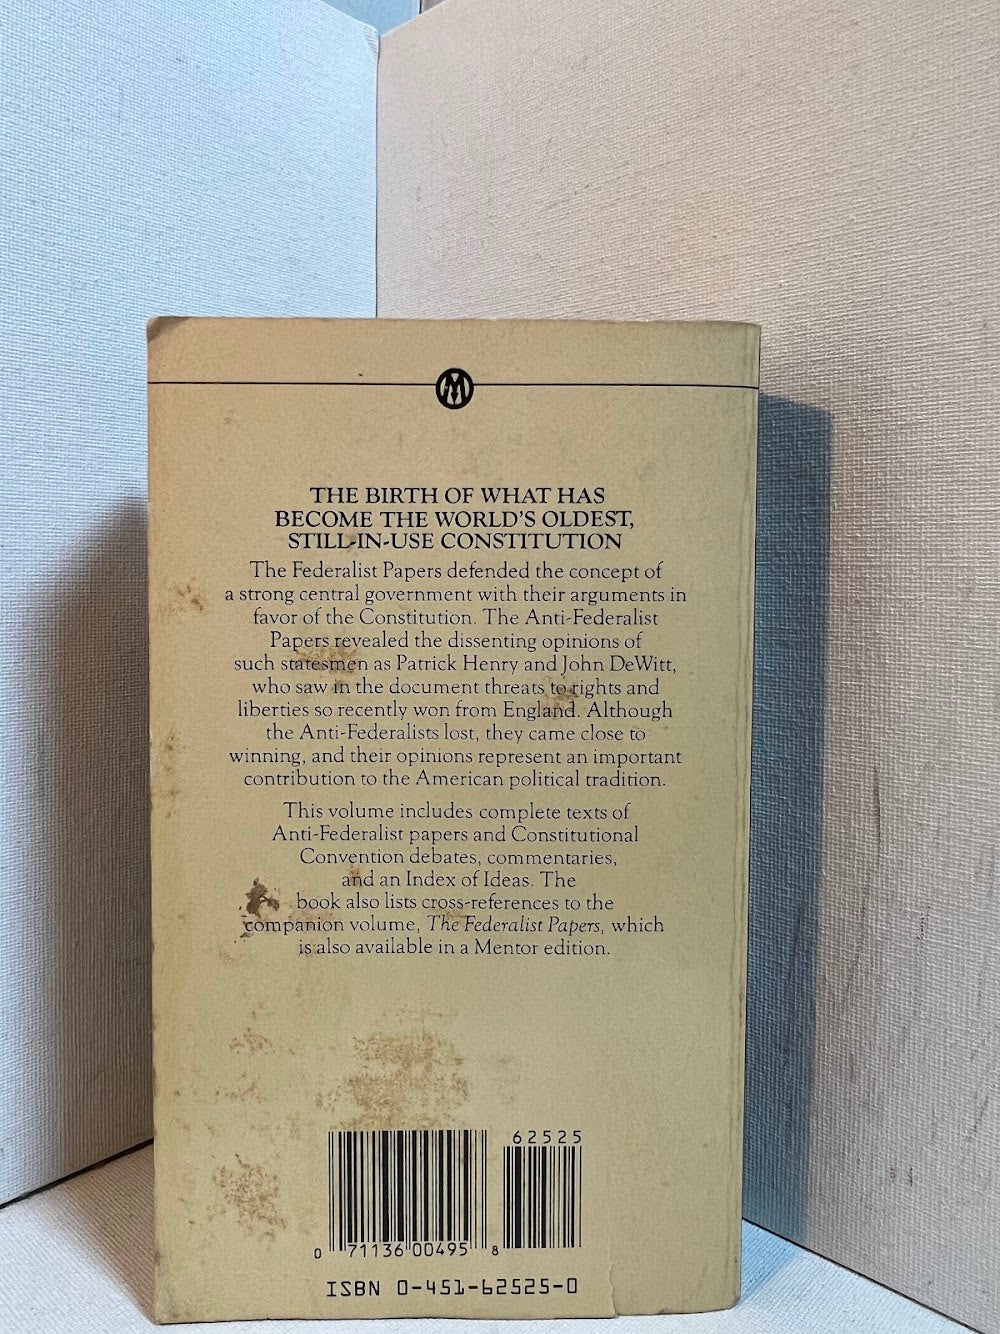 M
THE BIRTH OF WHAT HAS
BECOME THE WORLD'S OLDEST,
STILL-IN-USE CONSTITUTION
The Federalist Papers defended the concept of
a strong central government with their arguments in
favor of the Constitution. The Anti-Federalist
Papers revealed the dissenting opinions of
such statesmen as Patrick Henry and John DeWitt,
who saw in the document threats to rights and
liberties so recently won from England. Although
the Anti-Federalists lost, they came close to
winning, and their opinions represent an important
contribution to the American political tradition.
This volume includes complete texts of
Anti-Federalist papers and Constitutional
Convention debates, commentaries,
and an Index of Ideas. The
book also lists cross-references to the
companion volume, The Federalist Papers, which
is also available in a Mentor edition.
62525
0 71136 00495 8
ISBN 0-451-62525-0